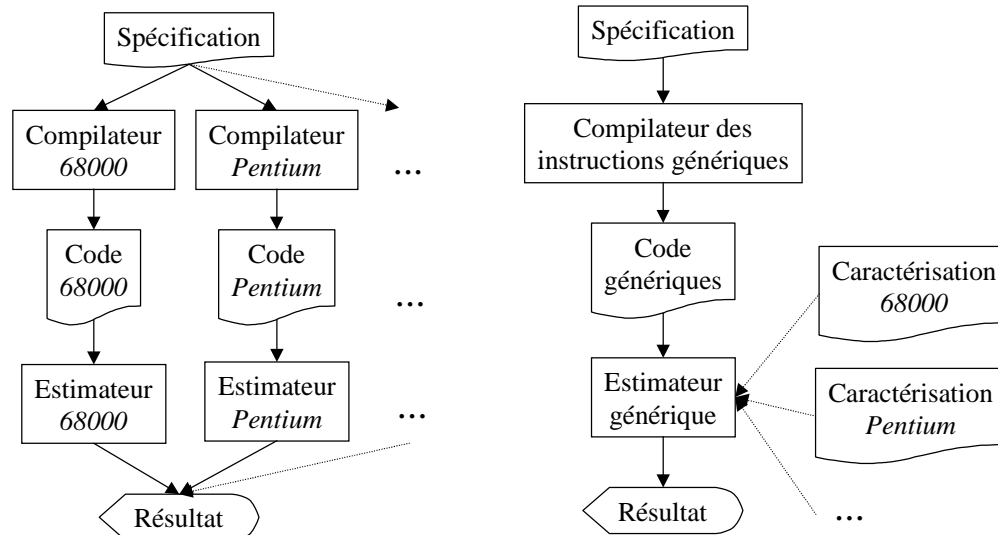 Spécification
Compilateur
68000
Compilateur
Pentium
...
Code
68000
Code
Pentium
...
Estimateur
68000
Estimateur
Pentium
...
Résultat
Spécification
Compilateur des
instructions génériques
Code
génériques
Estimateur
générique
Caractérisation
68000
Caractérisation
Pentium
...
Résultat